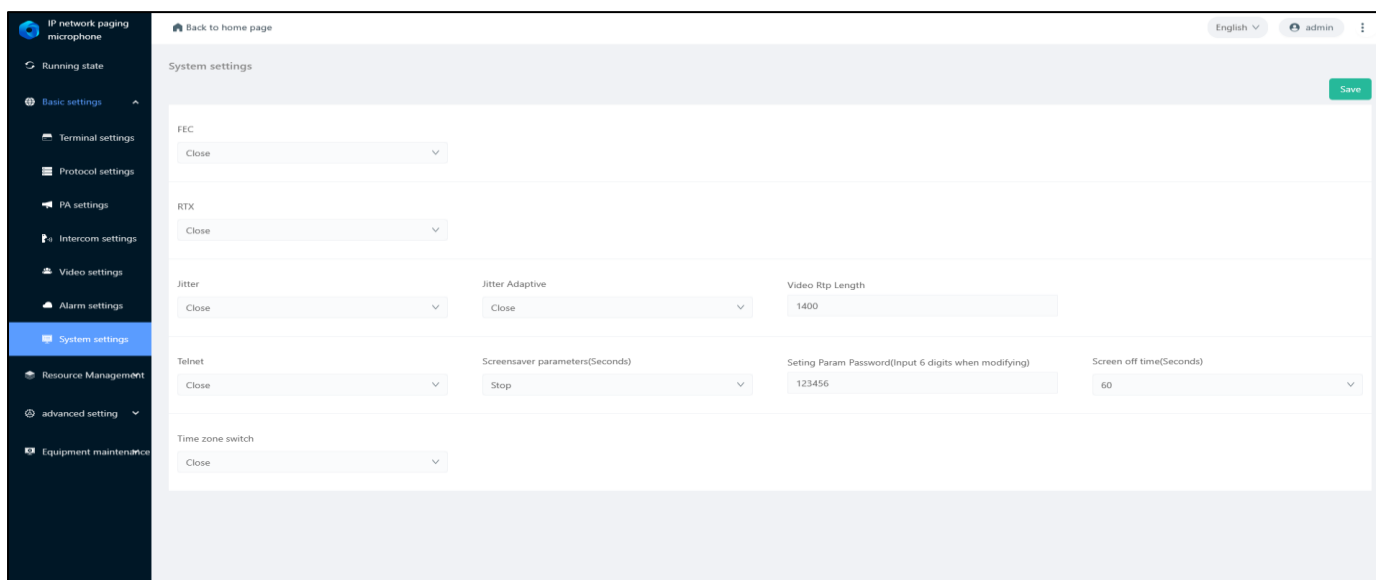 IP network paging
microphone
Back to home page
English
admin
Running state
Basic settings
Terminal settings
Protocol settings
PA settings
Intercom settings
Video settings
Alarm settings
System settings
Resource Management
advanced setting
Equipment maintenance
System settings
Save
FEC
Close
RTX
Close
Jitter
Close
Jitter Adaptive
Close
Video Rtp Length
1400
Telnet
Close
Screensaver parameters(Seconds)
Stop
Seting Param Password(Input 6 digits when modifying)
123456
Screen off time(Seconds)
60
Time zone switch
Close